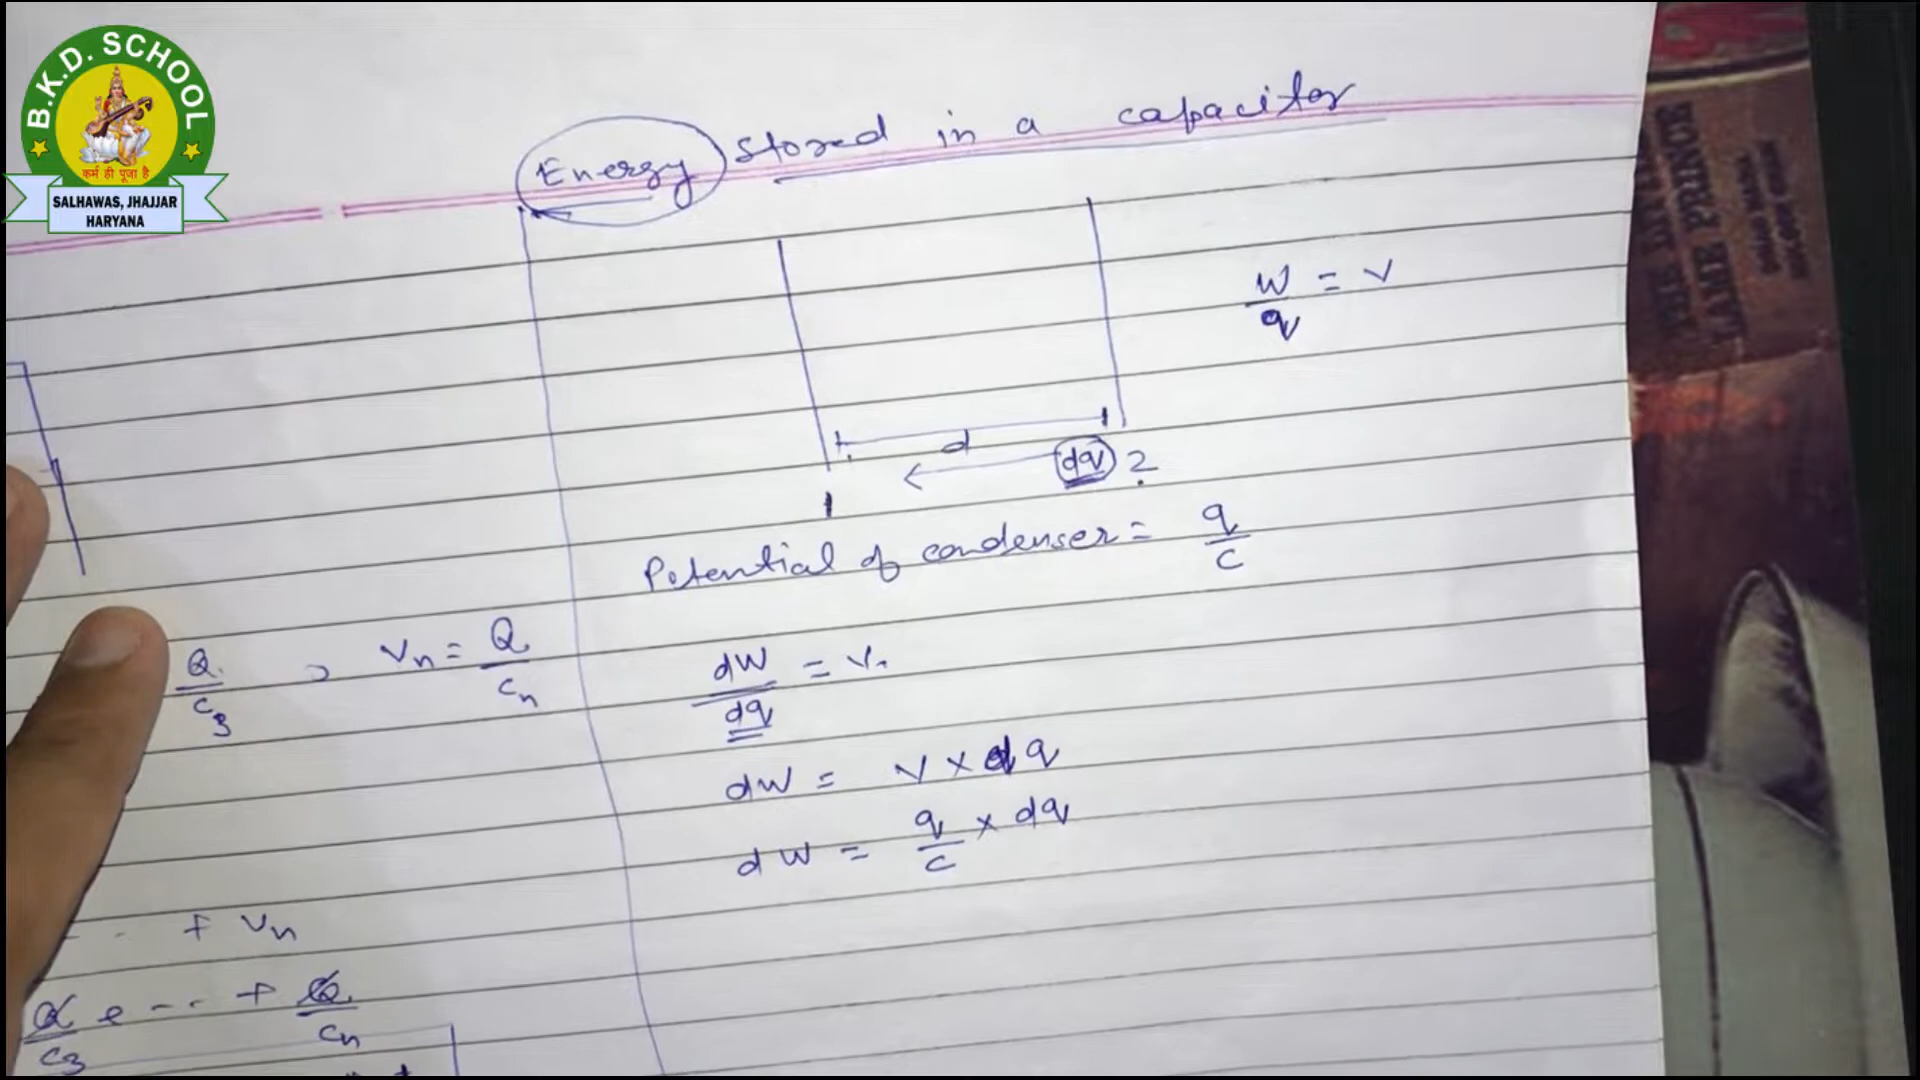 B.K.D. SCHOOL
कर्म ही पूजा है
SALHAWAS, JHAJJAR
HARYANA
Energy stored in a capacitor
W/q = V
d
dq ?
Potential of condenser = q/C
dW/dq = V.
dW = V × dq
dW = q/C × dq
Q/C3 , Vn = Q/Cn
+ Vn
Q/C3 + Q/Cn